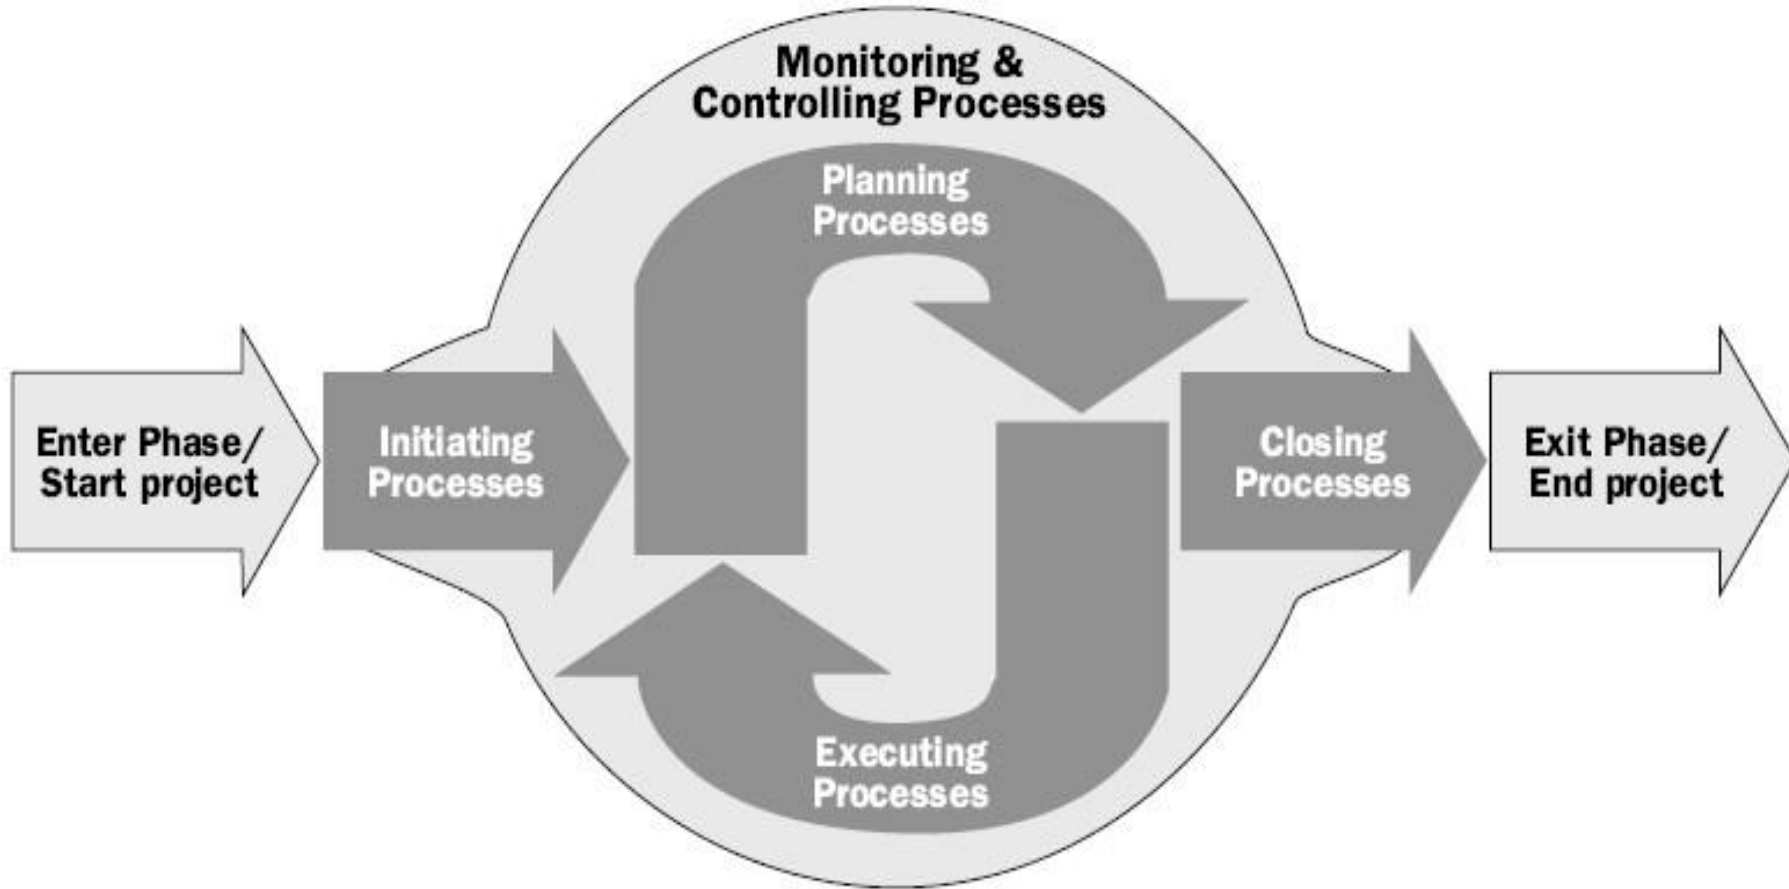 Monitoring &
Controlling Processes
Planning
Processes
Enter Phase/
Start project
Initiating
Processes
Closing
Processes
Exit Phase/
End project
Executing
Processes